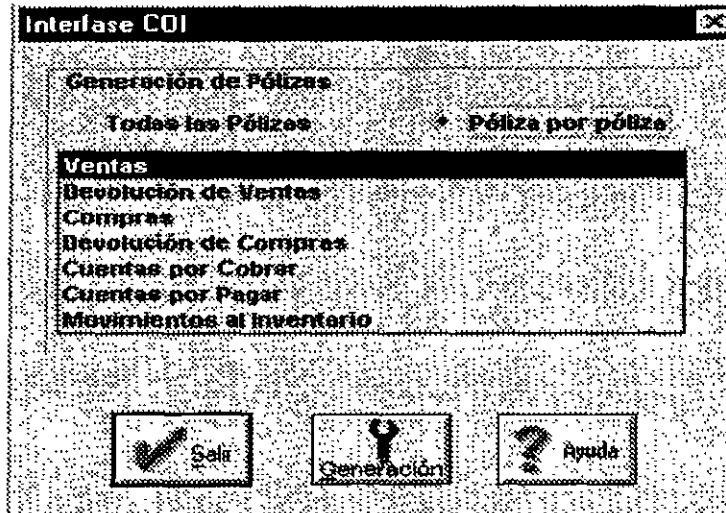 Interfase COI
Generación de Pólizas
Todas las Pólizas Póliza por póliza
Ventas
Devolución de Ventas
Compras
Devolución de Compras
Cuentas por Cobrar
Cuentas por Pagar
Movimientos al Inventario
Salir Generación Ayuda